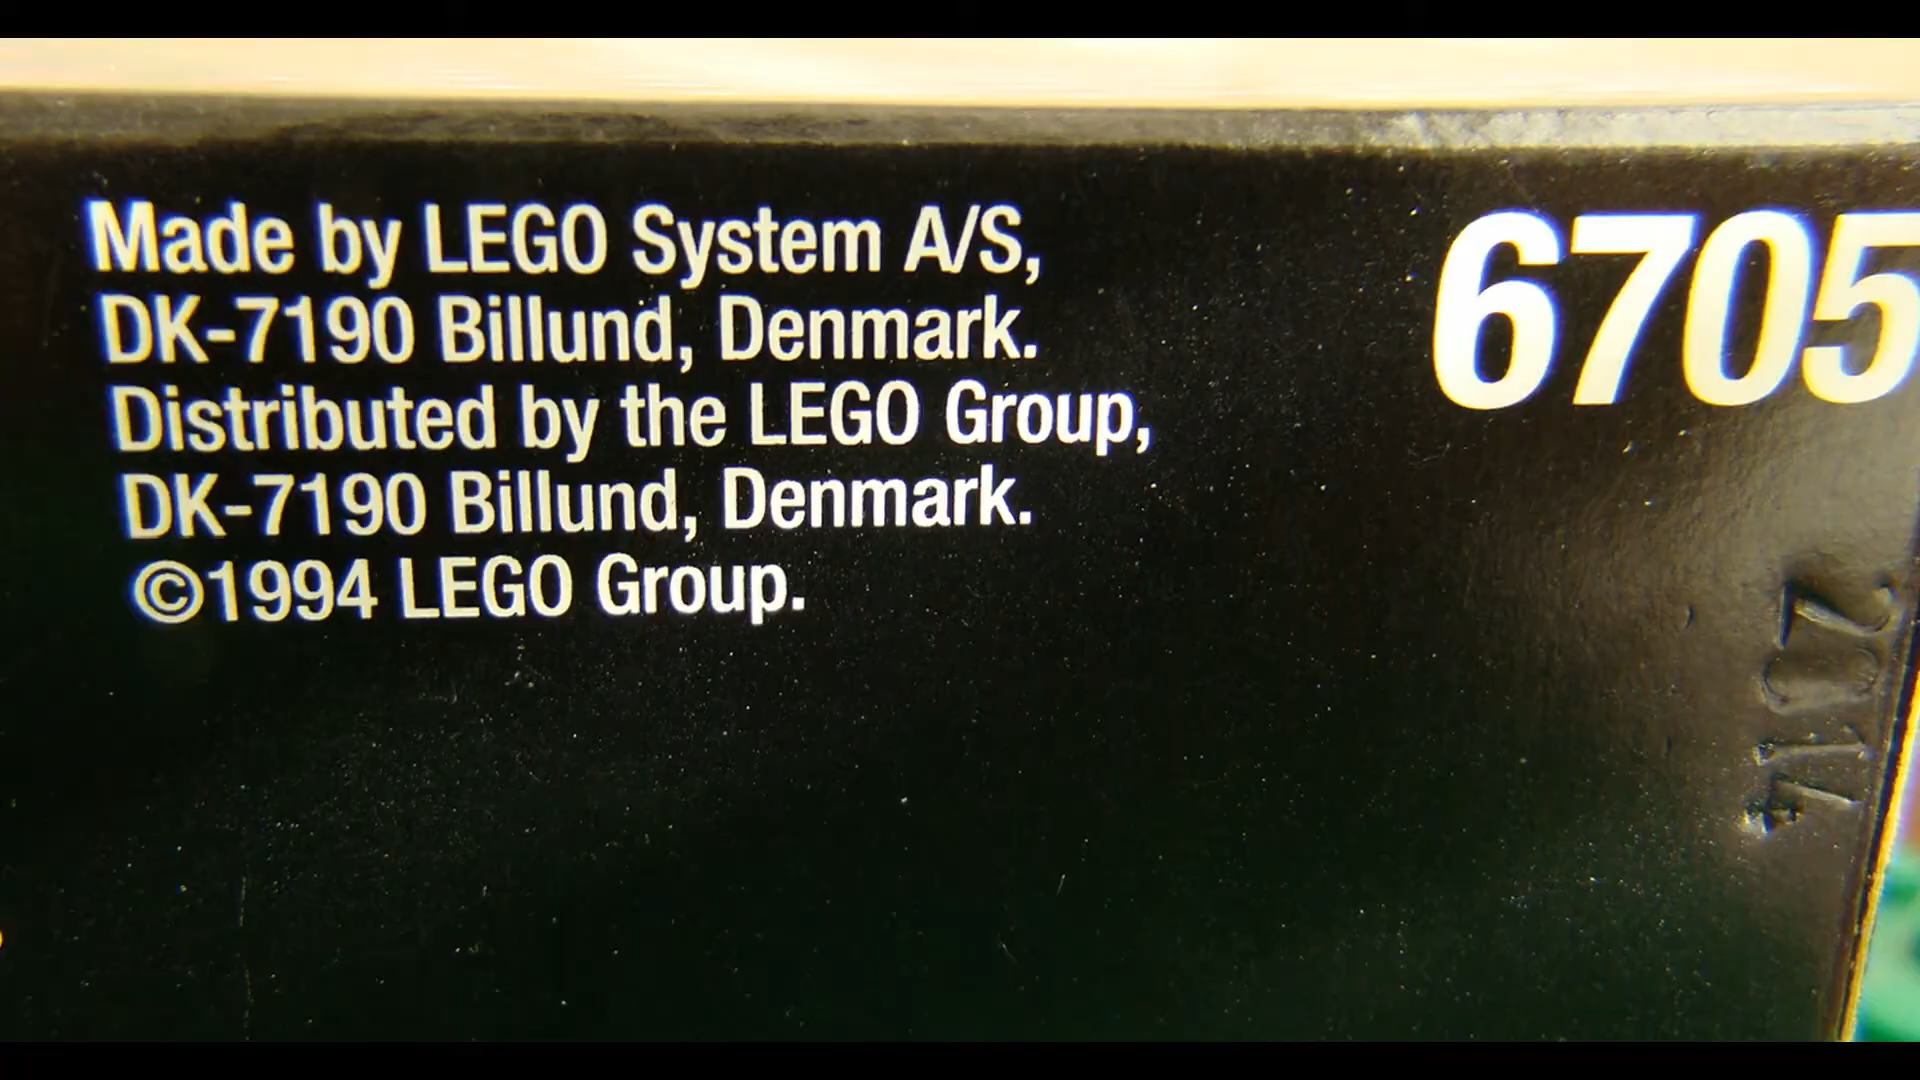 Made by LEGO System A/S,
DK-7190 Billund, Denmark.
Distributed by the LEGO Group,
DK-7190 Billund, Denmark.
©1994 LEGO Group.
6705